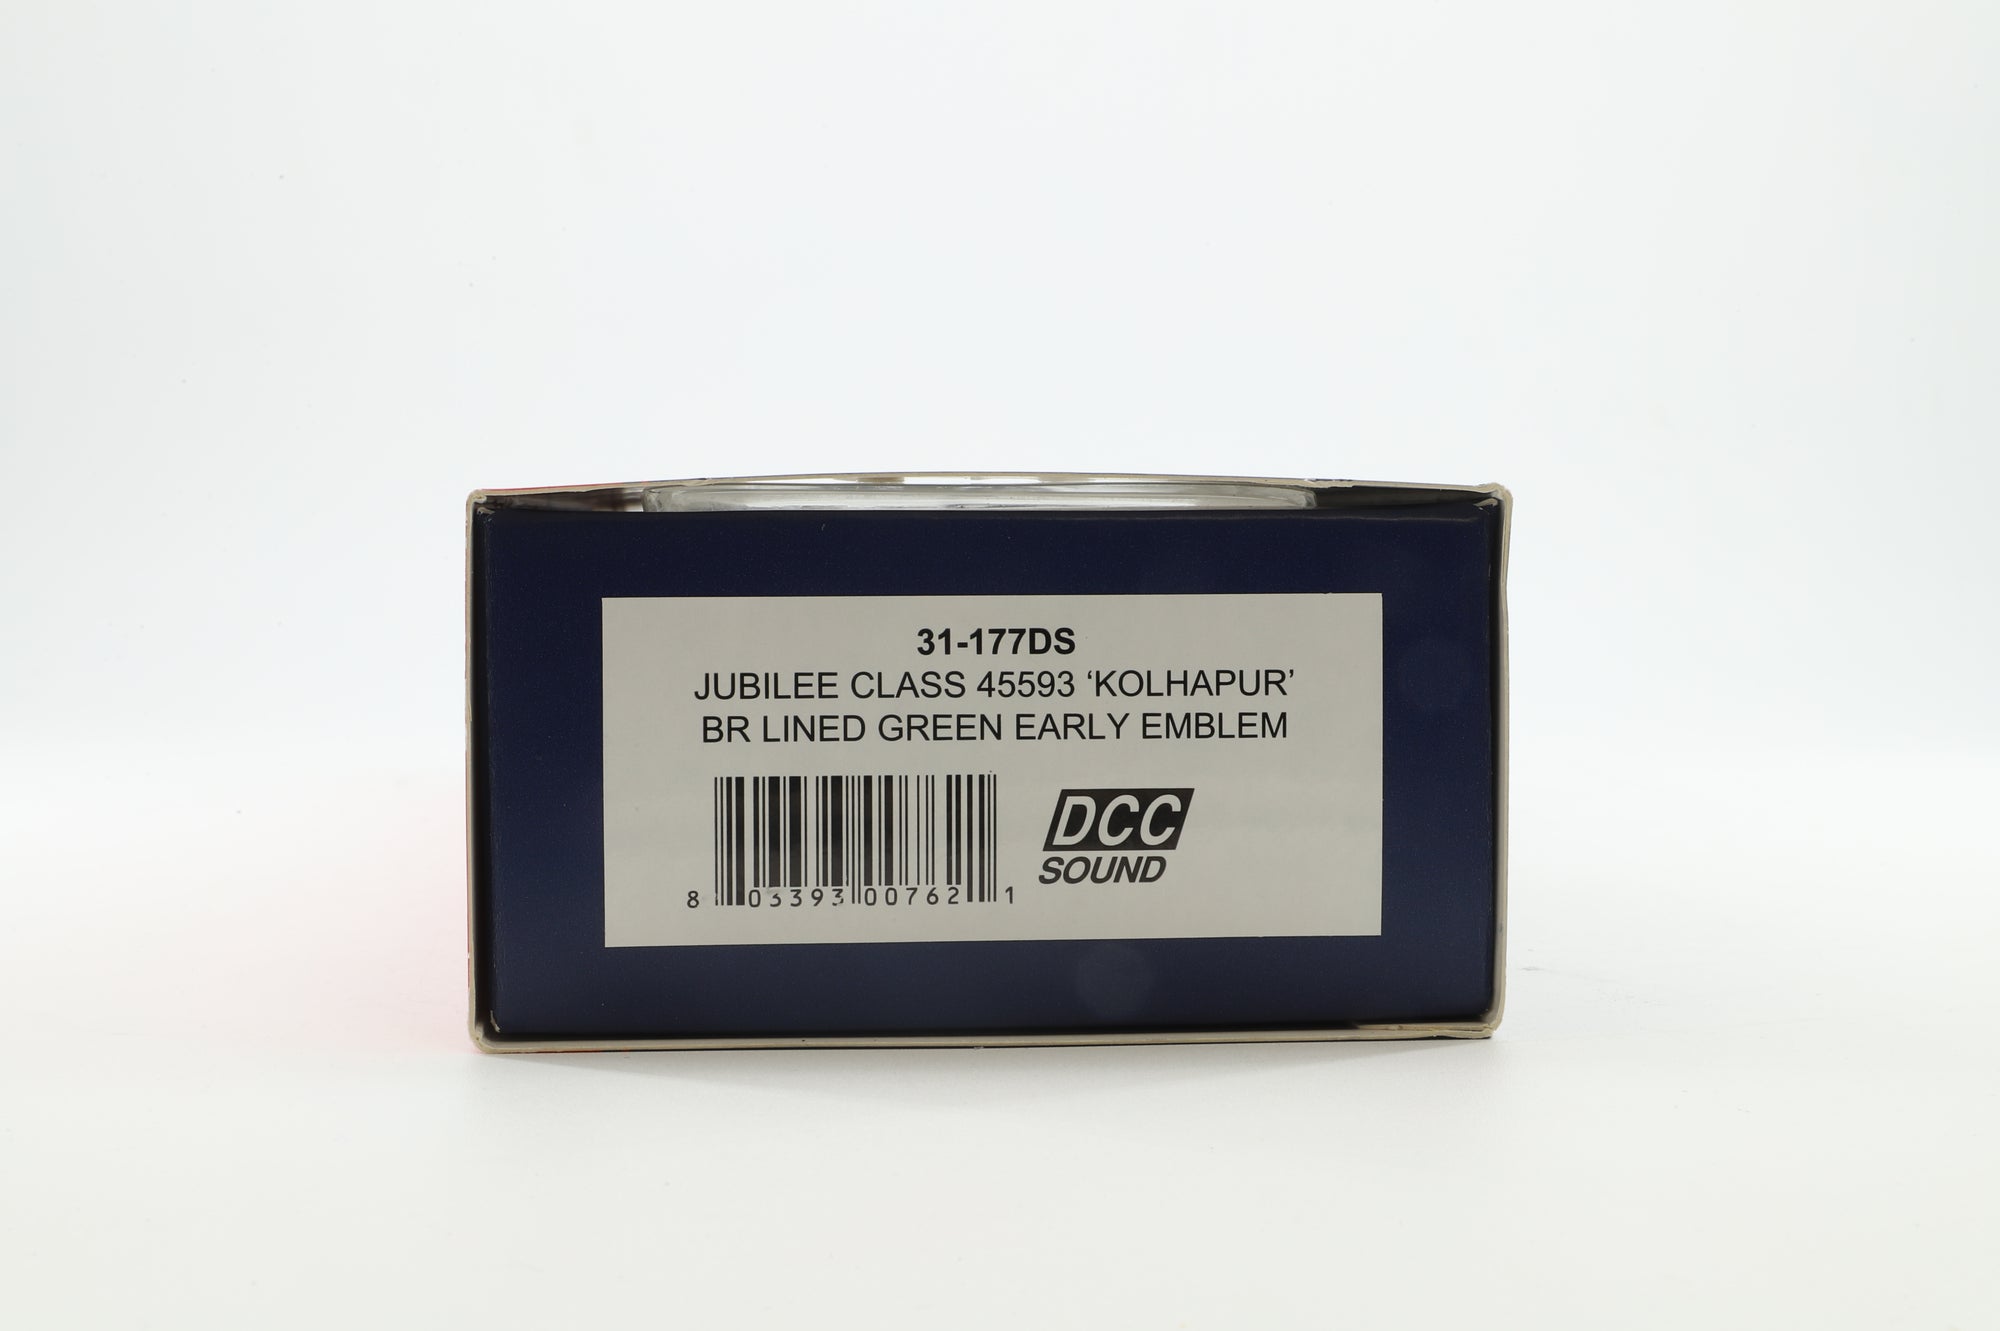 31-177DS
JUBILEE CLASS 45593 ‘KOLHAPUR’
BR LINED GREEN EARLY EMBLEM
DCC
SOUND
8 03393 00762 1